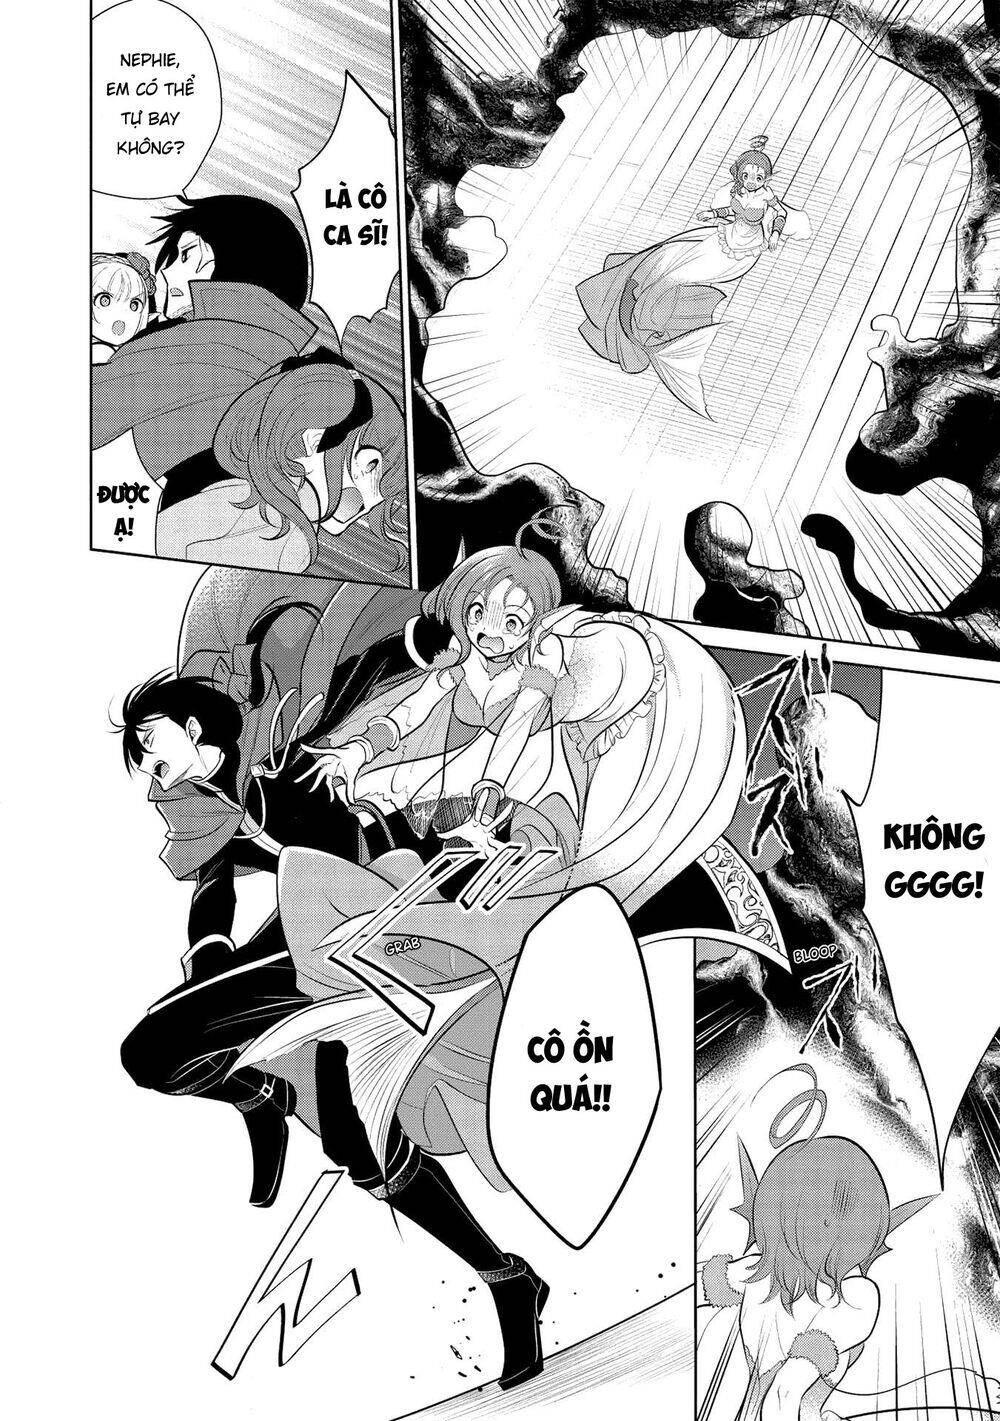 LÀ CÔ
CA SĨ!
NEPHIE,
EM CÓ THỂ
TỰ BAY
KHÔNG?
ĐƯỢC
Ạ!
KHÔNG
GGGG!
BLOOP
GRAB
CÔ ỒN
QUÁ!!